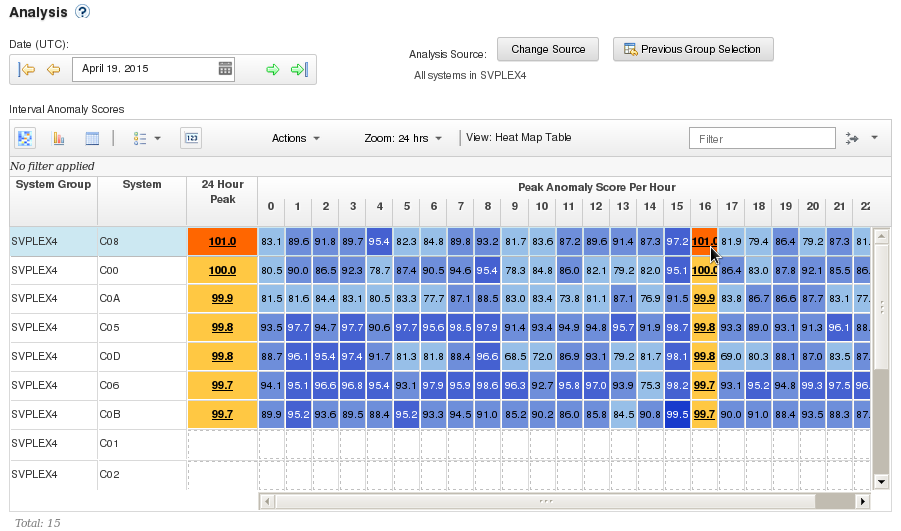 Analysis ?
Date (UTC):
April 19, 2015
Analysis Source: Change Source Previous Group Selection
All systems in SVPLEX4
Interval Anomaly Scores
123 Actions Zoom: 24 hrs View: Heat Map Table Filter
No filter applied
System Group System 24 Hour Peak Peak Anomaly Score Per Hour
0 1 2 3 4 5 6 7 8 9 10 11 12 13 14 15 16 17 18 19 20 21 22
SVPLEX4 C08 101.0 83.1 89.6 91.8 89.7 95.4 82.3 84.8 89.8 93.2 81.7 83.6 87.2 89.6 91.4 87.3 97.2 101.0 81.9 79.4 86.4 79.2 87.3 81.
SVPLEX4 C00 100.0 80.5 90.0 86.5 92.3 78.7 87.4 90.5 94.6 95.4 78.3 84.8 86.0 82.1 79.2 82.0 95.1 100.0 86.4 83.0 87.8 92.1 85.5 86.
SVPLEX4 C0A 99.9 81.5 81.6 84.4 83.1 80.5 83.3 77.7 87.1 88.5 83.0 83.4 73.8 81.1 87.1 76.9 91.5 99.9 83.8 86.7 86.6 87.7 83.1 77.
SVPLEX4 C05 99.8 93.5 97.7 94.7 97.7 90.6 97.7 95.6 98.5 97.9 91.4 93.4 94.9 94.8 95.7 91.9 98.7 99.8 93.3 89.0 93.1 91.3 96.1 88.
SVPLEX4 C0D 99.8 88.7 96.1 95.4 97.4 91.7 81.3 81.8 88.4 96.6 68.5 72.0 86.9 93.1 79.2 81.7 98.1 99.8 69.0 80.3 88.1 87.0 83.5 87.
SVPLEX4 C06 99.7 94.1 95.1 96.6 96.8 95.4 93.1 97.9 95.9 98.6 96.3 92.7 95.8 97.0 93.9 75.3 98.2 99.7 93.1 95.2 94.8 99.3 97.5 96.
SVPLEX4 C0B 99.7 89.9 95.2 93.6 89.5 88.4 95.2 93.3 94.5 91.0 85.2 90.2 86.0 85.8 84.5 90.8 99.5 99.7 90.0 91.0 88.4 93.5 88.3 87.
SVPLEX4 C01
SVPLEX4 C02
Total: 15